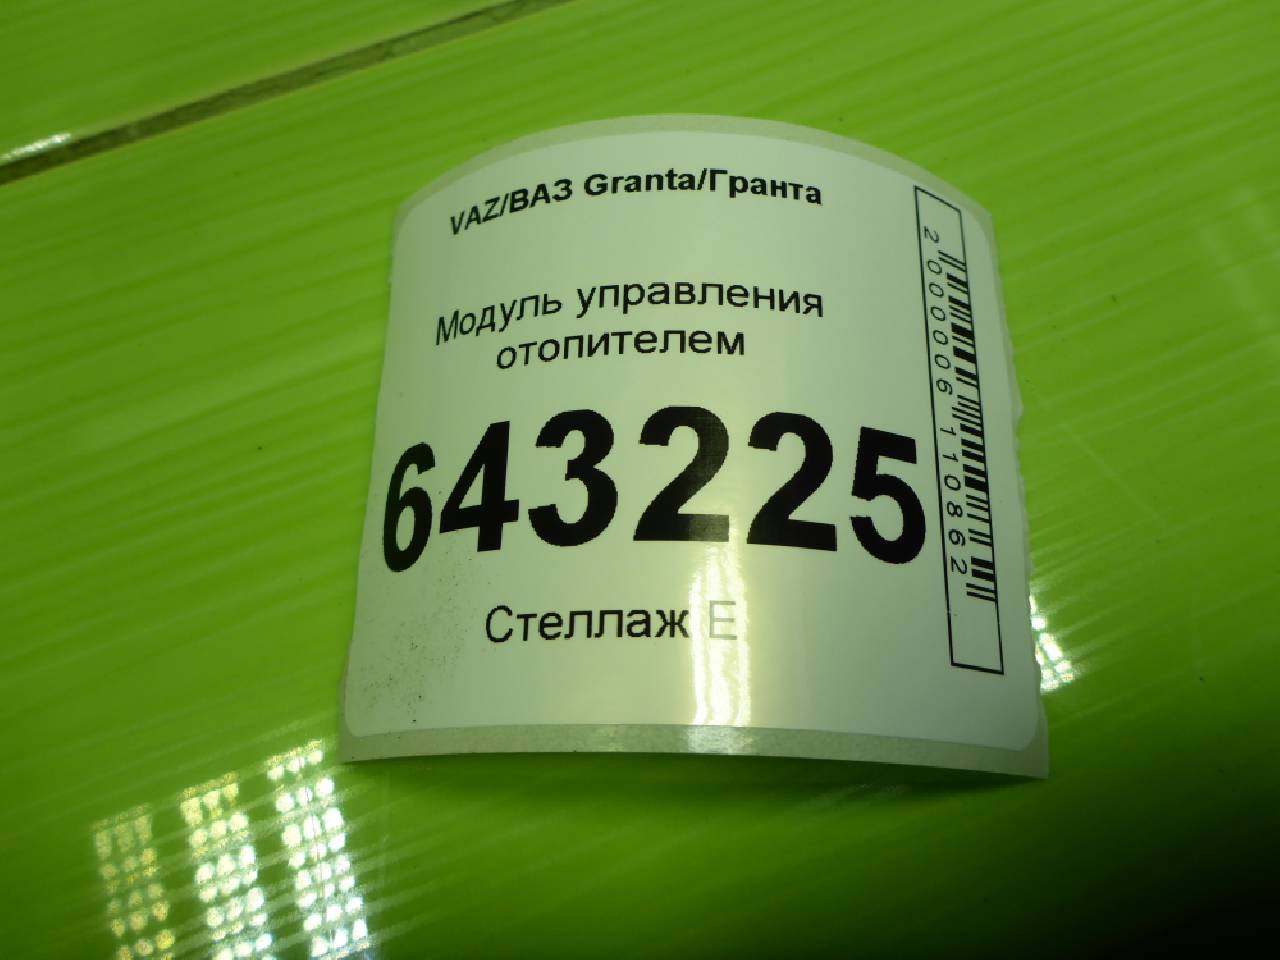 VAZ/ВАЗ Granta/Гранта
Модуль управления
отопителем
643225
Стеллаж E
2000006110862